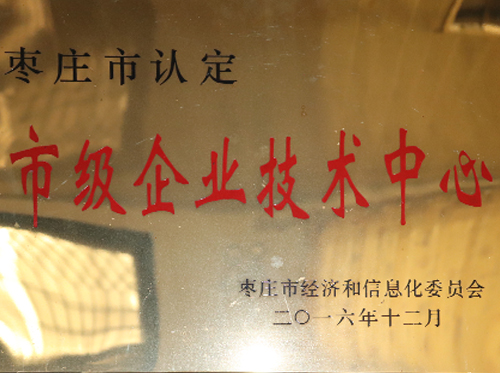 枣庄市认定
市级企业技术中心
枣庄市经济和信息化委员会
二〇一六年十二月